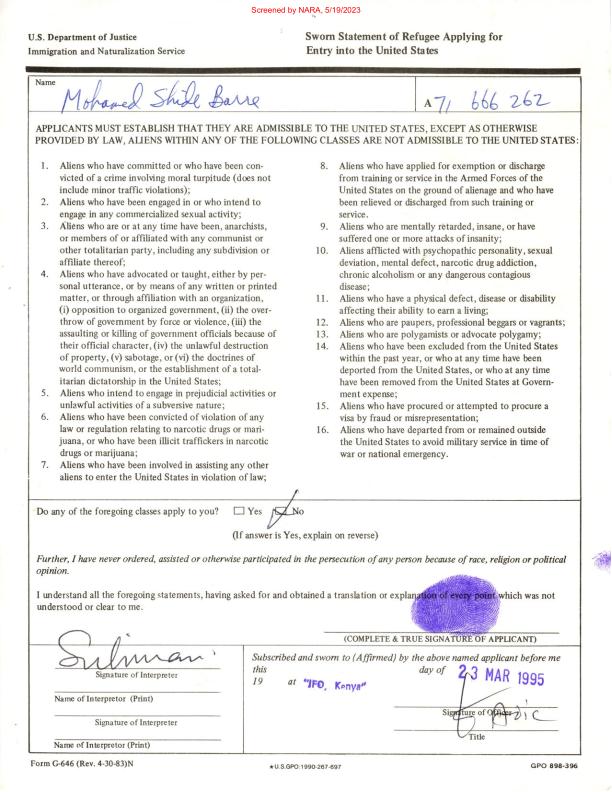 Screened by NARA, 5/19/2023
U.S. Department of Justice
Immigration and Naturalization Service
Sworn Statement of Refugee Applying for
Entry into the United States
Name
Mohamed Shide Barre
A 71 666 262
APPLICANTS MUST ESTABLISH THAT THEY ARE ADMISSIBLE TO THE UNITED STATES, EXCEPT AS OTHERWISE
PROVIDED BY LAW, ALIENS WITHIN ANY OF THE FOLLOWING CLASSES ARE NOT ADMISSIBLE TO THE UNITED STATES:
1. Aliens who have committed or who have been con-
victed of a crime involving moral turpitude (does not
include minor traffic violations);
2. Aliens who have been engaged in or who intend to
engage in any commercialized sexual activity;
3. Aliens who are or at any time have been, anarchists,
or members of or affiliated with any communist or
other totalitarian party, including any subdivision or
affiliate thereof;
4. Aliens who have advocated or taught, either by per-
sonal utterance, or by means of any written or printed
matter, or through affiliation with an organization,
(i) opposition to organized government, (ii) the over-
throw of government by force or violence, (iii) the
assaulting or killing of government officials because of
their official character, (iv) the unlawful destruction
of property, (v) sabotage, or (vi) the doctrines of
world communism, or the establishment of a total-
itarian dictatorship in the United States;
5. Aliens who intend to engage in prejudicial activities or
unlawful activities of a subversive nature;
6. Aliens who have been convicted of violation of any
law or regulation relating to narcotic drugs or mari-
juana, or who have been illicit traffickers in narcotic
drugs or marijuana;
7. Aliens who have been involved in assisting any other
aliens to enter the United States in violation of law;
8. Aliens who have applied for exemption or discharge
from training or service in the Armed Forces of the
United States on the ground of alienage and who have
been relieved or discharged from such training or
service.
9. Aliens who are mentally retarded, insane, or have
suffered one or more attacks of insanity;
10. Aliens afflicted with psychopathic personality, sexual
deviation, mental defect, narcotic drug addiction,
chronic alcoholism or any dangerous contagious
disease;
11. Aliens who have a physical defect, disease or disability
affecting their ability to earn a living;
12. Aliens who are paupers, professional beggars or vagrants;
13. Aliens who are polygamists or advocate polygamy;
14. Aliens who have been excluded from the United States
within the past year, or who at any time have been
deported from the United States, or who at any time
have been removed from the United States at Govern-
ment expense;
15. Aliens who have procured or attempted to procure a
visa by fraud or misrepresentation;
16. Aliens who have departed from or remained outside
the United States to avoid military service in time of
war or national emergency.
Do any of the foregoing classes apply to you? Yes No
(If answer is Yes, explain on reverse)
Further, I have never ordered, assisted or otherwise participated in the persecution of any person because of race, religion or political
opinion.
I understand all the foregoing statements, having asked for and obtained a translation or explanation of every point which was not
understood or clear to me.
(COMPLETE & TRUE SIGNATURE OF APPLICANT)
Signature of Interpreter
Name of Interpreter (Print)
Signature of Interpreter
Name of Interpreter (Print)
Subscribed and sworn to (Affirmed) by the above named applicant before me
this day of 23 MAR 1995
19 at "IFO, Kenya"
Signature of Officer
Title
Form G-646 (Rev. 4-30-83)N
★U.S.GPO:1990-267-697
GPO 898-396